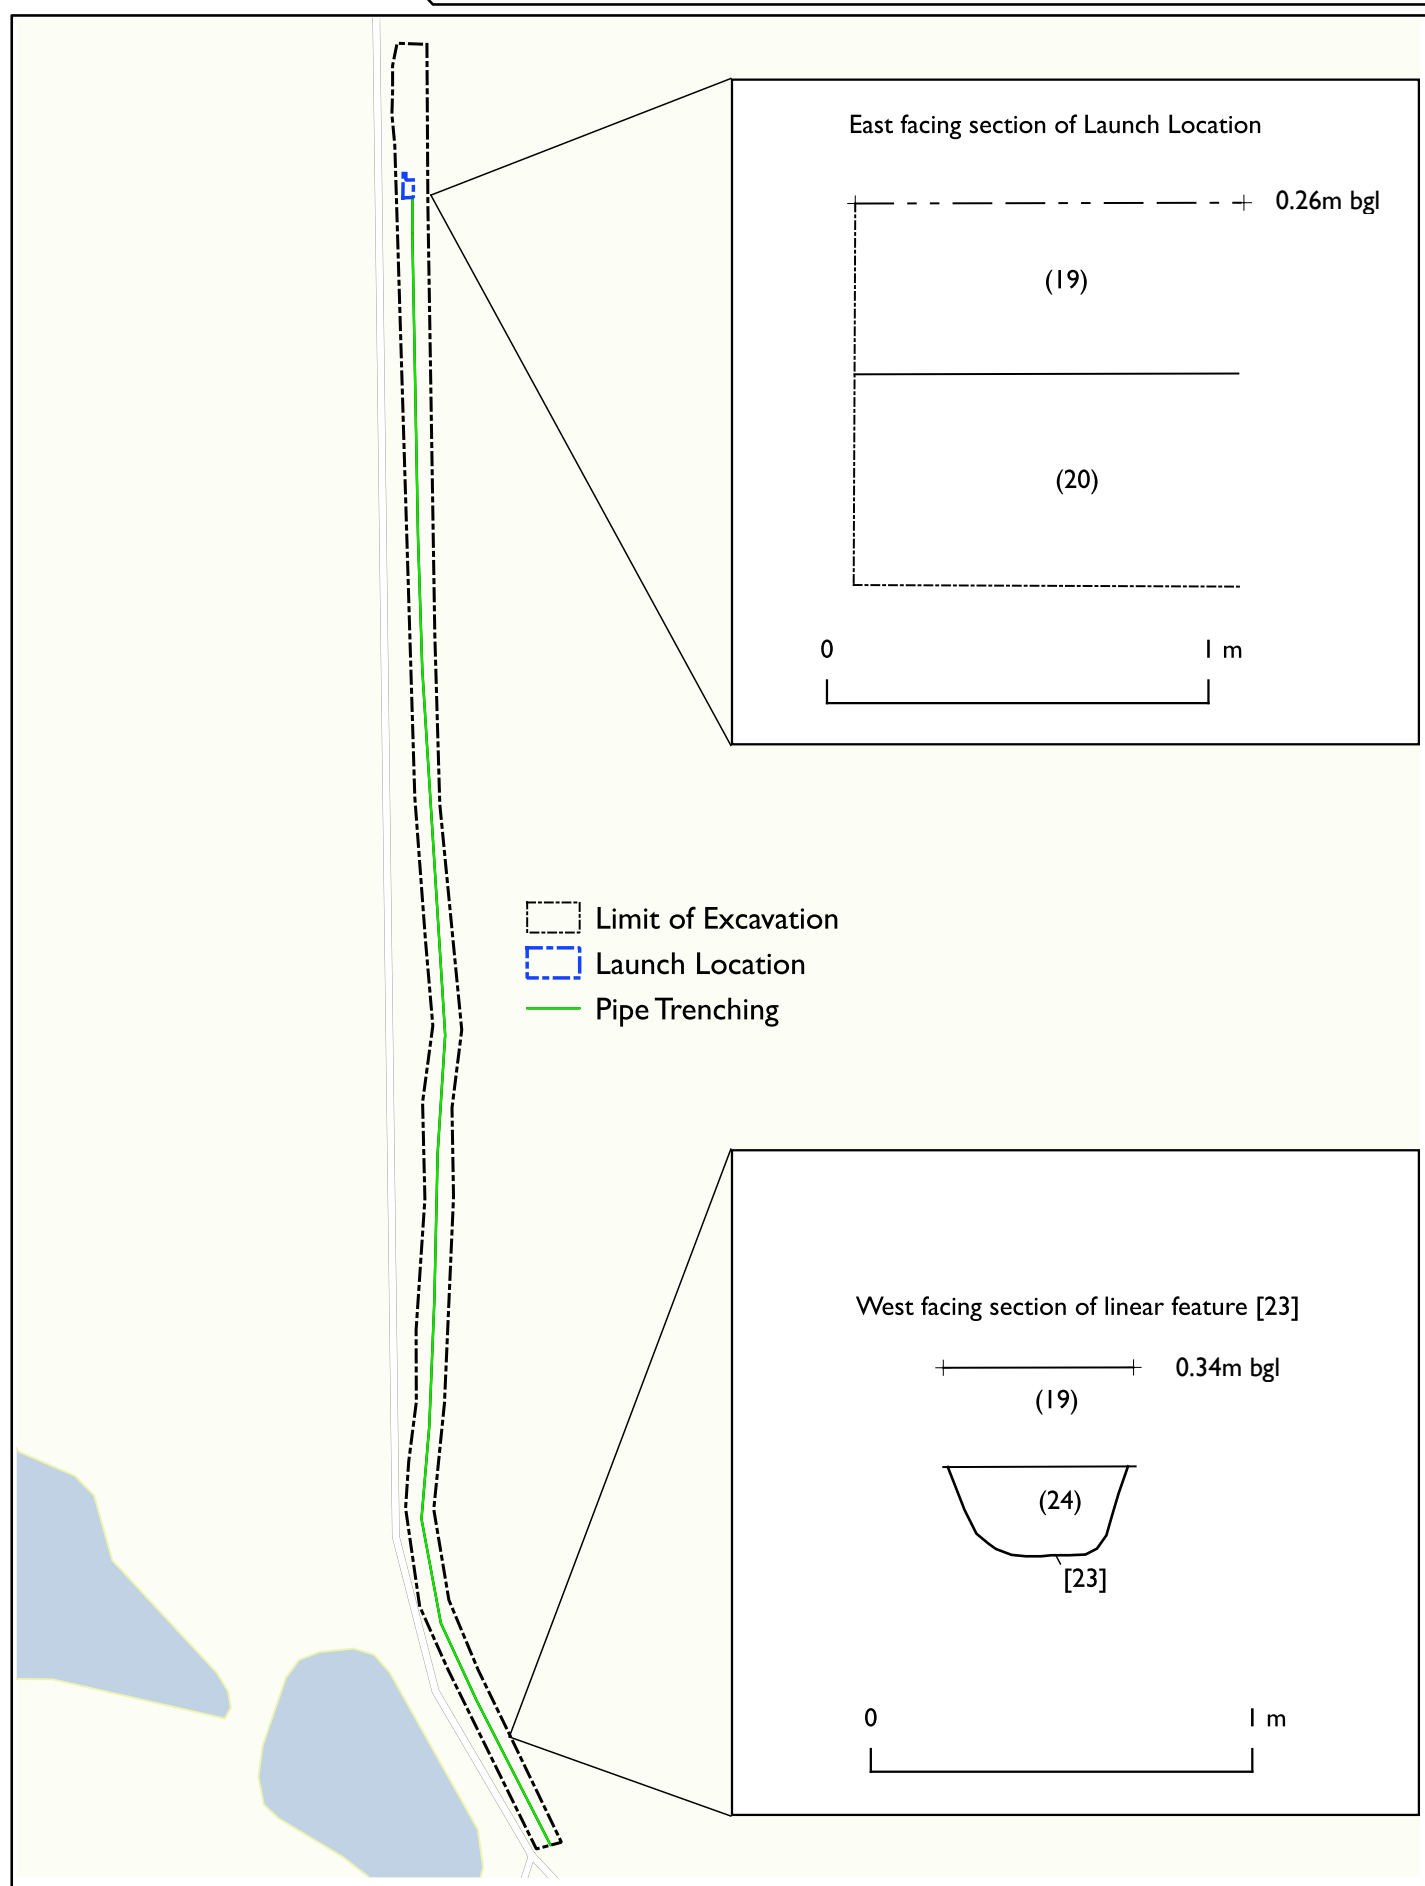 East facing section of Launch Location
0.26m bgl
(19)
(20)
0 1 m
Limit of Excavation
Launch Location
Pipe Trenching
West facing section of linear feature [23]
0.34m bgl
(19)
(24)
[23]
0 1 m